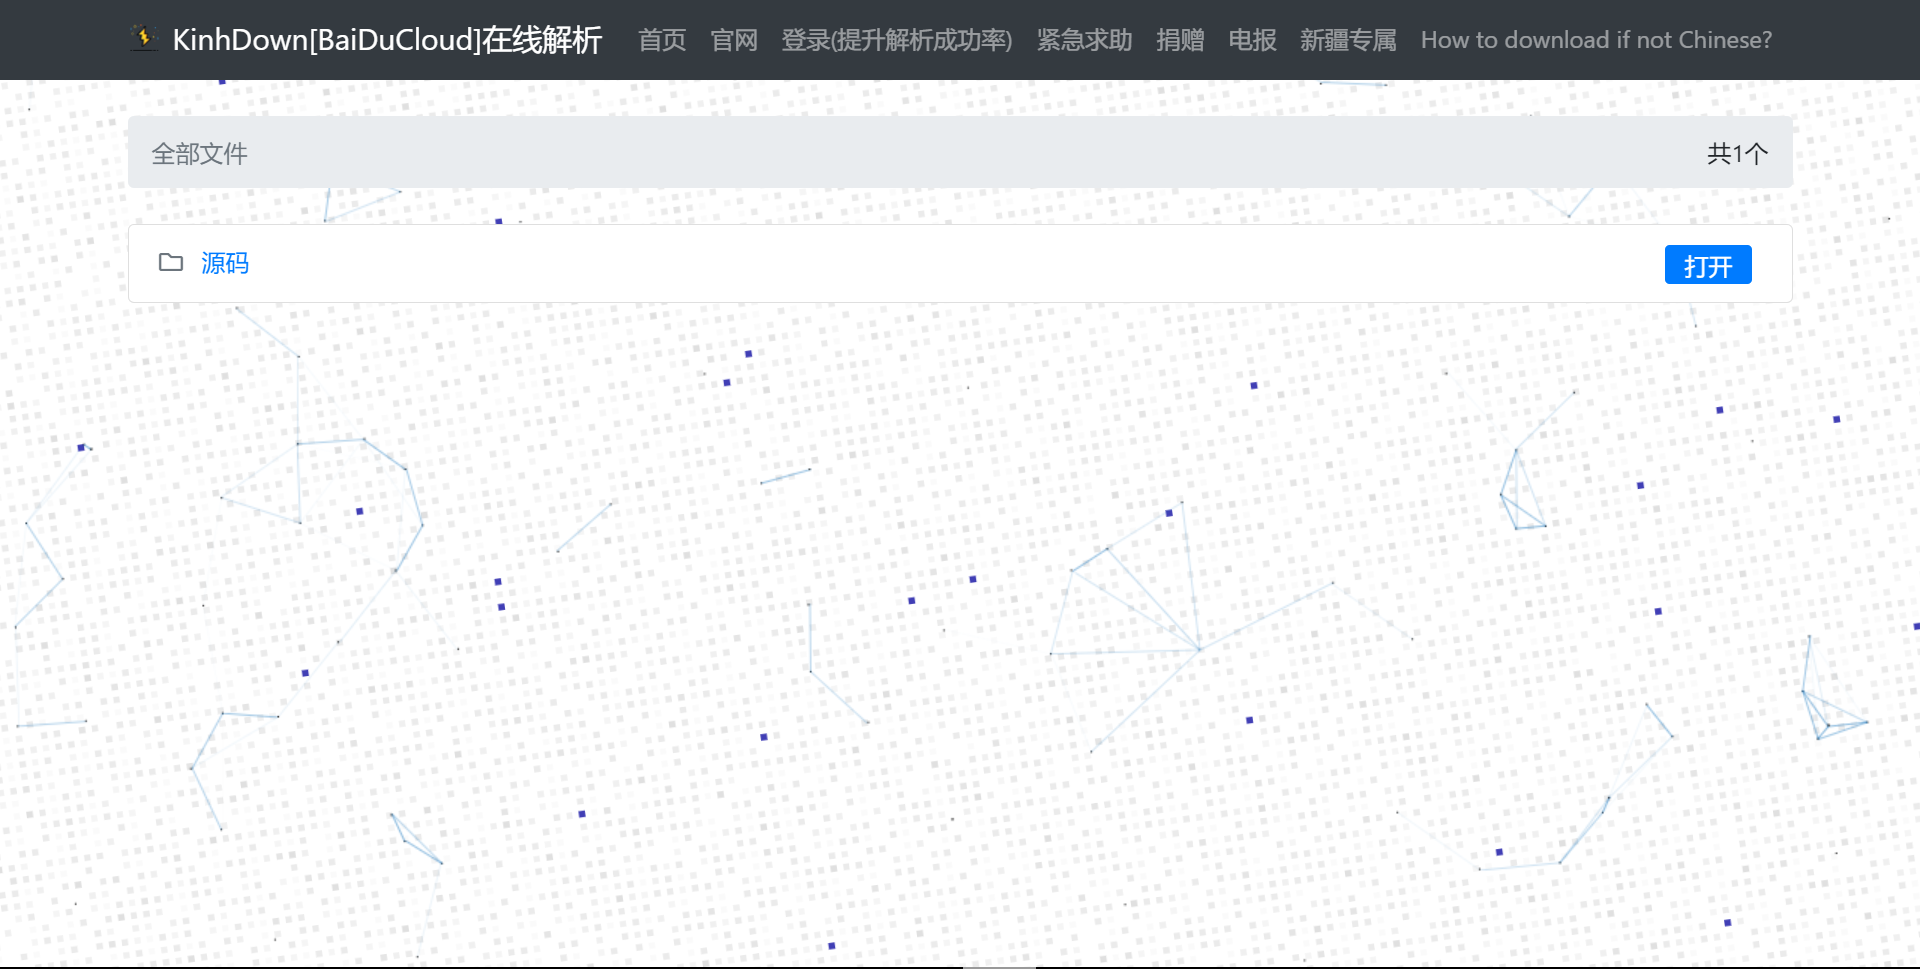 KinhDown[BaiDuCloud]在线解析 首页 官网 登录(提升解析成功率) 紧急求助 捐赠 电报 新疆专属 How to download if not Chinese?
全部文件 共1个
源码 打开